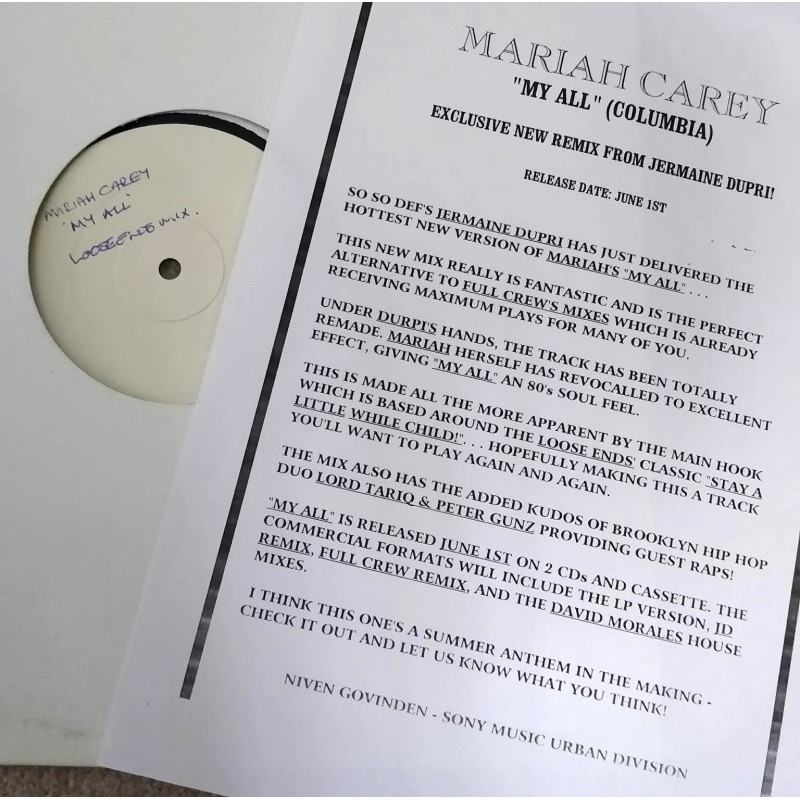 MARIAH CAREY
"MY ALL"
LOOSE ENDS MIX.
MARIAH CAREY
"MY ALL" (COLUMBIA)
EXCLUSIVE NEW REMIX FROM JERMAINE DUPRI!
RELEASE DATE: JUNE 1ST
SO SO DEF'S JERMAINE DUPRI HAS JUST DELIVERED THE
HOTTEST NEW VERSION OF MARIAH'S "MY ALL" . . .
THIS NEW MIX REALLY IS FANTASTIC AND IS THE PERFECT
ALTERNATIVE TO FULL CREW'S MIXES WHICH IS ALREADY
RECEIVING MAXIMUM PLAYS FOR MANY OF YOU.
UNDER DURPI'S HANDS, THE TRACK HAS BEEN TOTALLY
REMADE. MARIAH HERSELF HAS REVOCALLED TO EXCELLENT
EFFECT, GIVING "MY ALL" AN 80's SOUL FEEL.
THIS IS MADE ALL THE MORE APPARENT BY THE MAIN HOOK
WHICH IS BASED AROUND THE LOOSE ENDS' CLASSIC "STAY A
LITTLE WHILE CHILD!". . . HOPEFULLY MAKING THIS A TRACK
YOU'LL WANT TO PLAY AGAIN AND AGAIN.
THE MIX ALSO HAS THE ADDED KUDOS OF BROOKLYN HIP HOP
DUO LORD TARIQ & PETER GUNZ PROVIDING GUEST RAPS!
"MY ALL" IS RELEASED JUNE 1ST ON 2 CDs AND CASSETTE. THE
COMMERCIAL FORMATS WILL INCLUDE THE LP VERSION, JD
REMIX, FULL CREW REMIX, AND THE DAVID MORALES HOUSE
MIXES.
I THINK THIS ONE'S A SUMMER ANTHEM IN THE MAKING -
CHECK IT OUT AND LET US KNOW WHAT YOU THINK!
NIVEN GOVINDEN - SONY MUSIC URBAN DIVISION